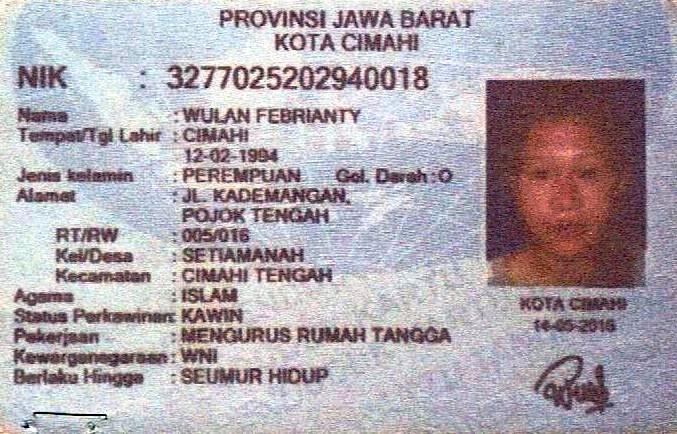 PROVINSI JAWA BARAT
KOTA CIMAHI
NIK : 3277025202940018
Nama : WULAN FEBRIANTY
Tempat/Tgl Lahir : CIMAHI
12-02-1994
Jenis kelamin : PEREMPUAN Gol. Darah : O
Alamat : JL. KADEMANGAN,
POJOK TENGAH
RT/RW : 005/016
Kel/Desa : SETIAMANAH
Kecamatan : CIMAHI TENGAH
Agama : ISLAM
Status Perkawinan: KAWIN
Pekerjaan : MENGURUS RUMAH TANGGA
Kewarganegaraan: WNI
Berlaku Hingga : SEUMUR HIDUP
KOTA CIMAHI
14-05-2016